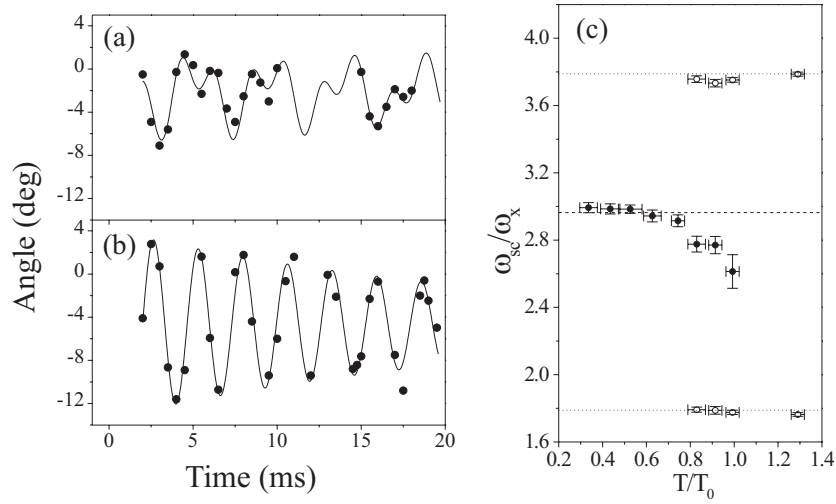 (a)
4
0
-4
-8
-12
(b)
4
0
-4
-8
-12
0 5 10 15 20
Time (ms)
Angle (deg)
(c)
4.0
3.6
3.2
2.8
2.4
2.0
1.6
0.2 0.4 0.6 0.8 1.0 1.2 1.4
T/T₀
ω_sc/ω_x